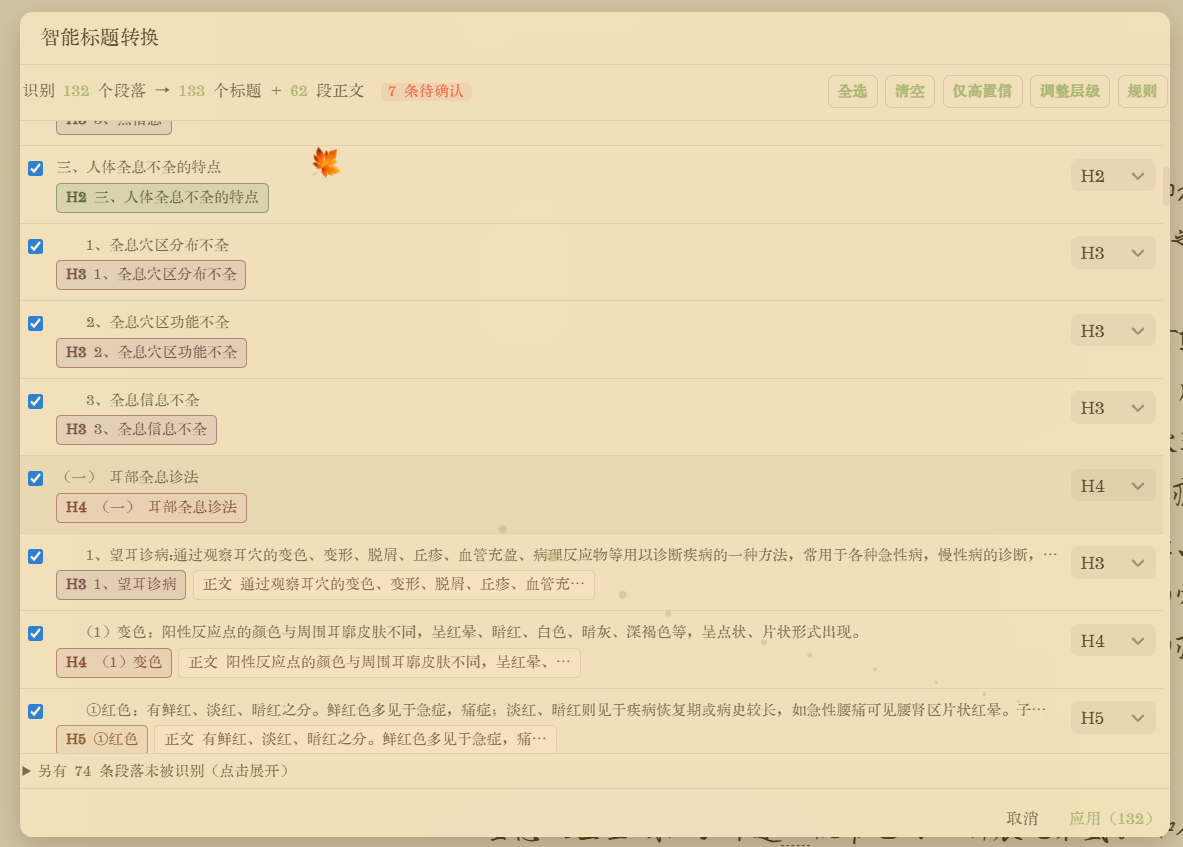 智能标题转换
识别 132 个段落 → 133 个标题 + 62 段正文 7 条待确认 全选 清空 仅高置信 调整层级 规则
三、人体全息不全的特点 H2
H2 三、人体全息不全的特点
1、全息穴区分布不全 H3
H3 1、全息穴区分布不全
2、全息穴区功能不全 H3
H3 2、全息穴区功能不全
3、全息信息不全 H3
H3 3、全息信息不全
（一） 耳部全息诊法 H4
H4 （一） 耳部全息诊法
1、望耳诊病:通过观察耳穴的变色、变形、脱屑、丘疹、血管充盈、病理反应物等用以诊断疾病的一种方法，常用于各种急性病，慢性病的诊断，… H3
H3 1、望耳诊病 正文 通过观察耳穴的变色、变形、脱屑、丘疹、血管充…
（1）变色：阳性反应点的颜色与周围耳廓皮肤不同，呈红晕、暗红、白色、暗灰、深褐色等，呈点状、片状形式出现。 H4
H4 （1）变色 正文 阳性反应点的颜色与周围耳廓皮肤不同，呈红晕、…
①红色：有鲜红、淡红、暗红之分。鲜红色多见于急症，痛症；淡红、暗红则见于疾病恢复期或病史较长，如急性腰痛可见腰肾区片状红晕。子… H5
H5 ①红色 正文 有鲜红、淡红、暗红之分。鲜红色多见于急症，痛…
▶ 另有 74 条段落未被识别（点击展开）
取消 应用（132）